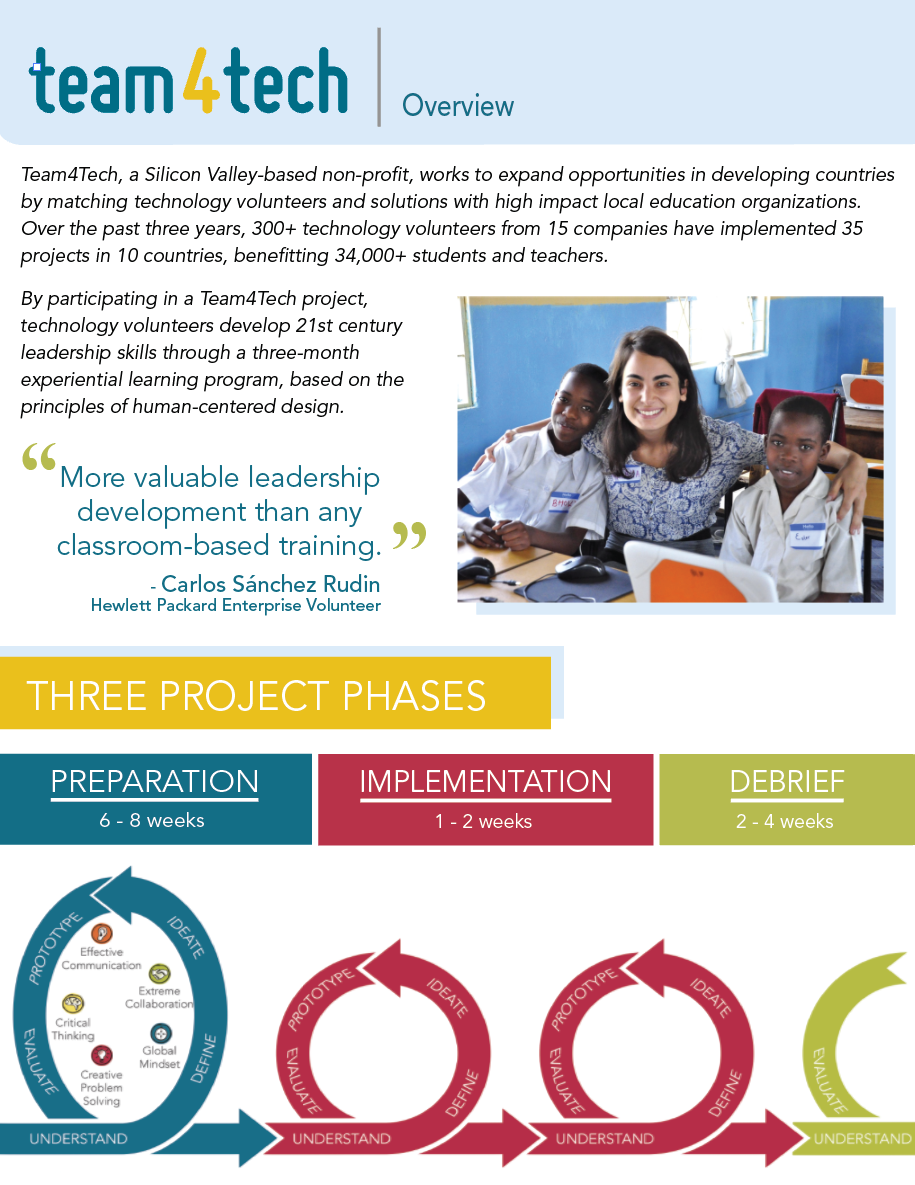 team4tech
Overview
Team4Tech, a Silicon Valley-based non-profit, works to expand opportunities in developing countries
by matching technology volunteers and solutions with high impact local education organizations.
Over the past three years, 300+ technology volunteers from 15 companies have implemented 35
projects in 10 countries, benefitting 34,000+ students and teachers.
By participating in a Team4Tech project,
technology volunteers develop 21st century
leadership skills through a three-month
experiential learning program, based on the
principles of human-centered design.
“More valuable leadership
development than any
classroom-based training.”
- Carlos Sánchez Rudin
Hewlett Packard Enterprise Volunteer
THREE PROJECT PHASES
PREPARATION
6 - 8 weeks
IMPLEMENTATION
1 - 2 weeks
DEBRIEF
2 - 4 weeks
PROTOTYPE
IDEATE
Effective
Communication
Extreme
Collaboration
Critical
Thinking
Global
Mindset
Creative
Problem
Solving
EVALUATE
DEFINE
UNDERSTAND
PROTOTYPE
IDEATE
EVALUATE
DEFINE
UNDERSTAND
PROTOTYPE
IDEATE
EVALUATE
DEFINE
UNDERSTAND
EVALUATE
UNDERSTAND